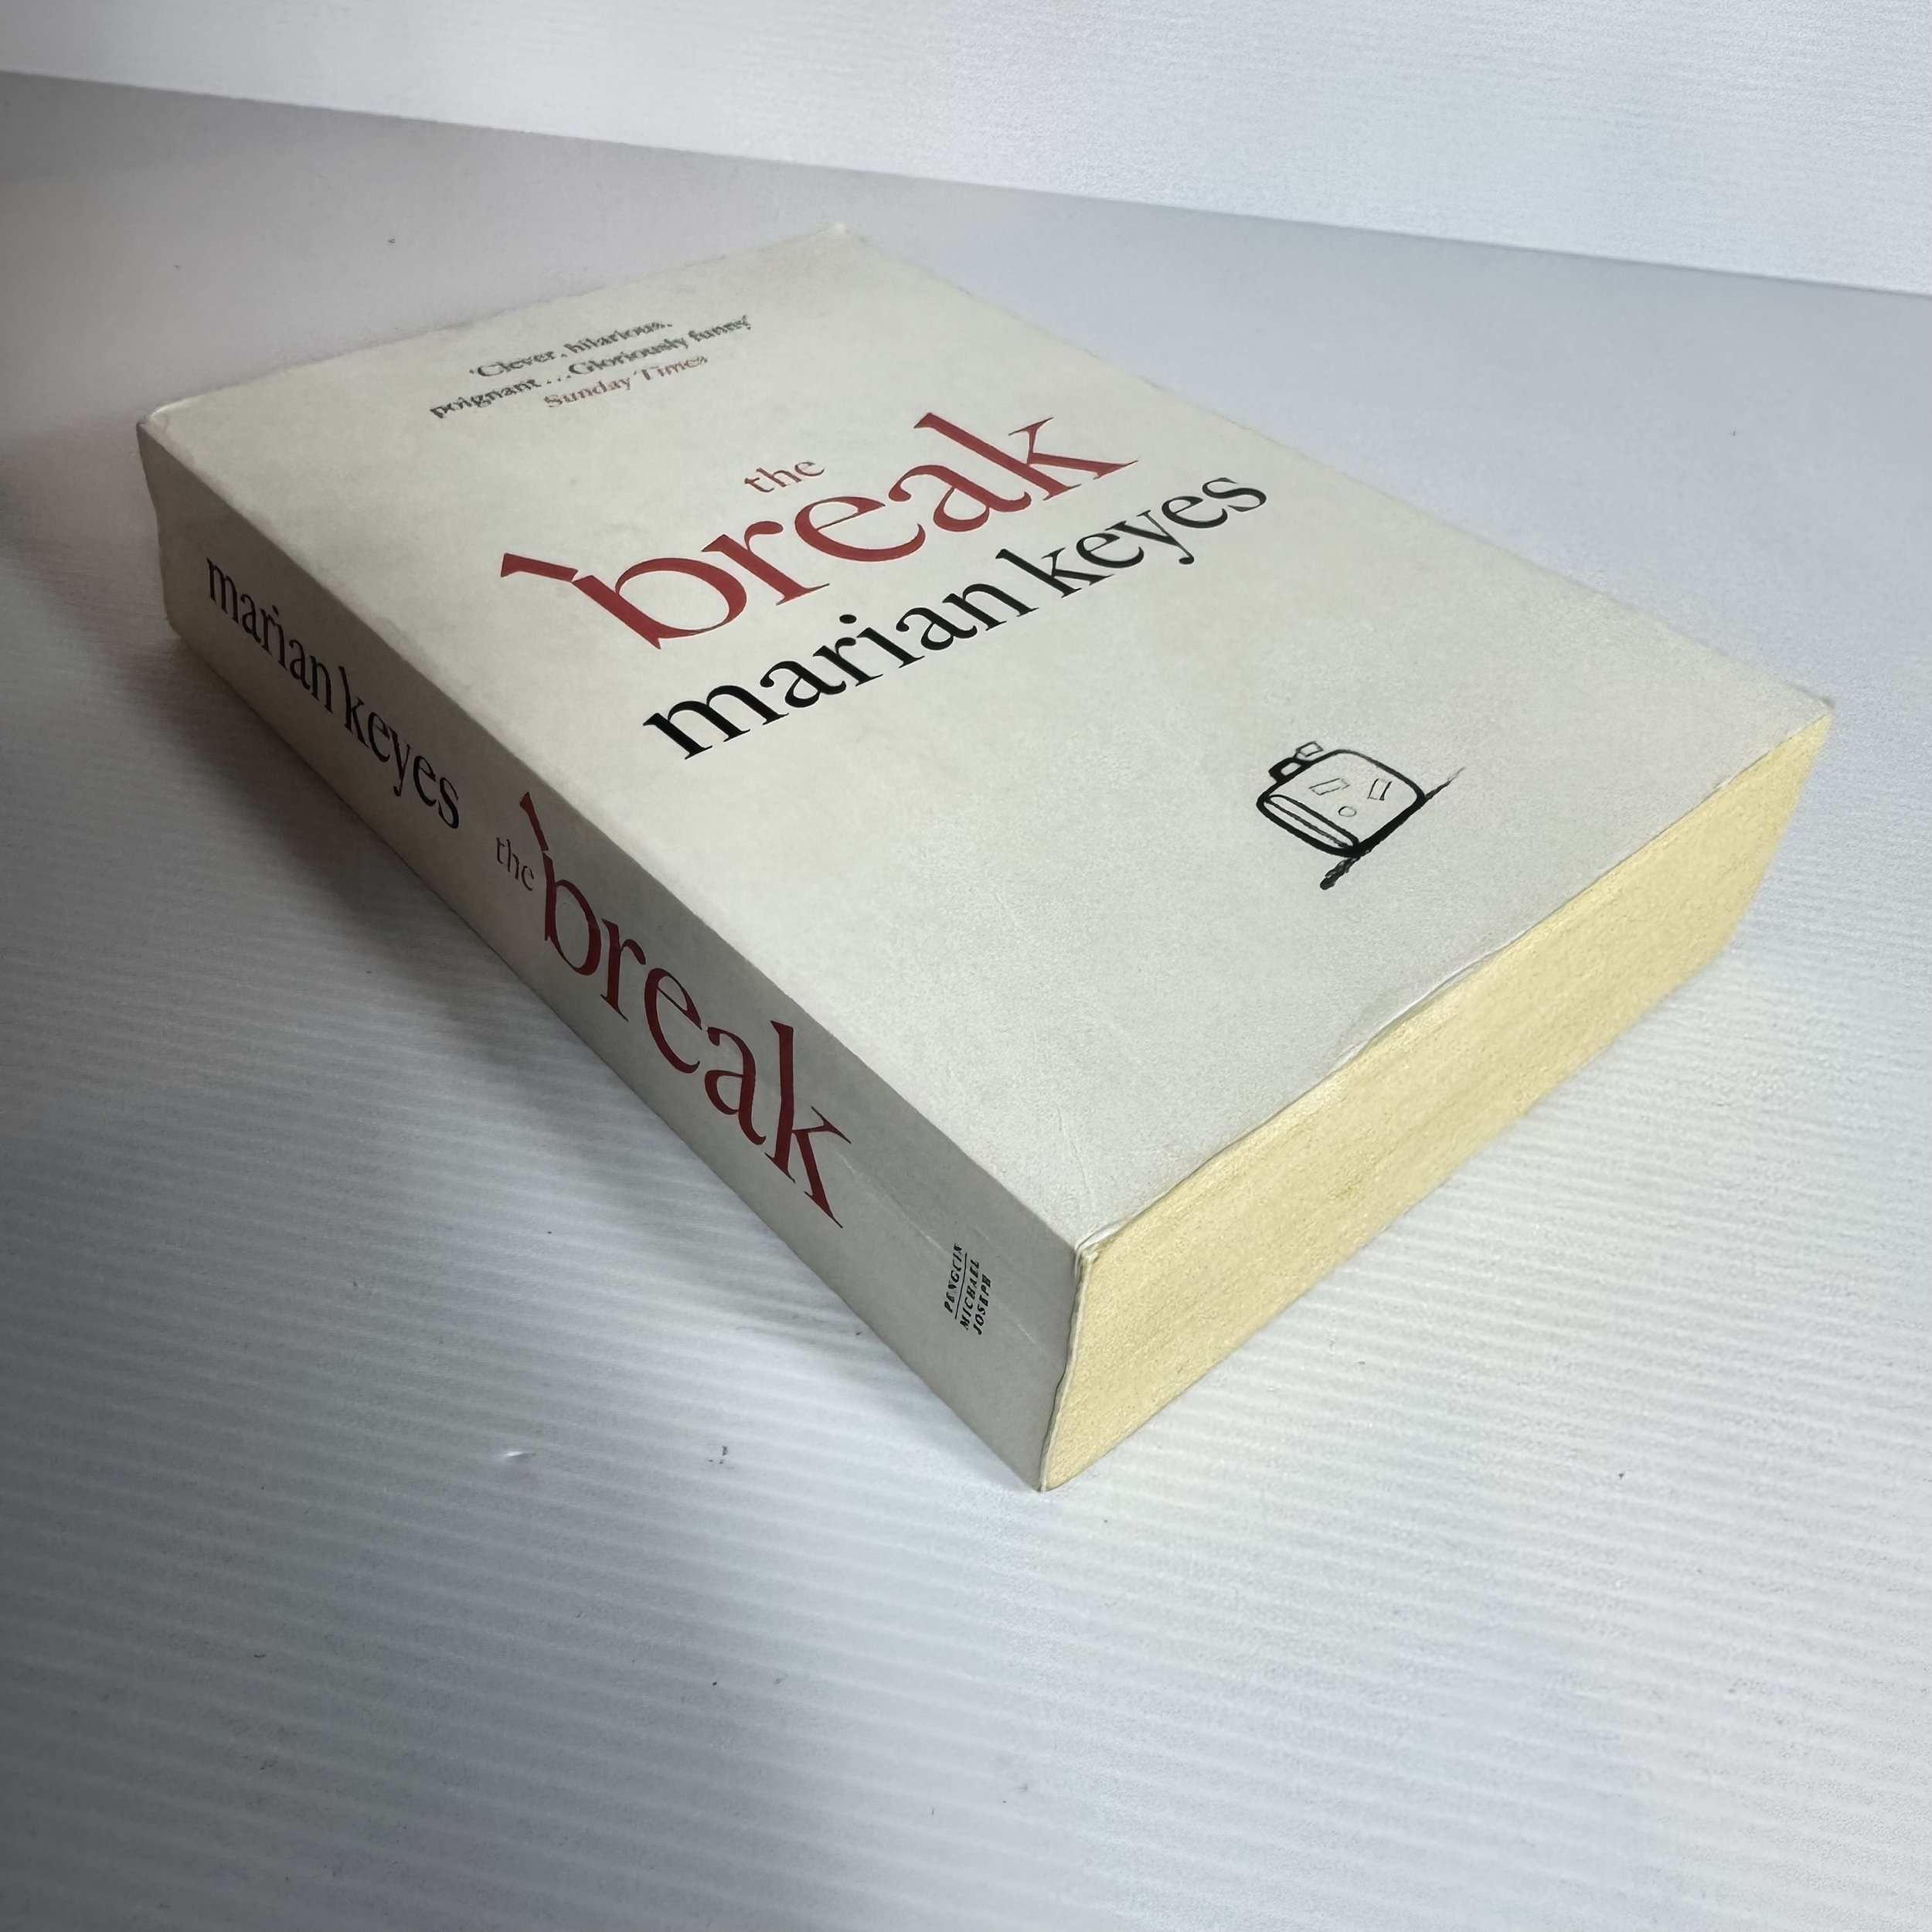 'Clever, hilarious,
poignant...Gloriously funny'
Sunday Times
the
break
marian keyes
marian keyes
the
break
PENGUIN
MICHAEL
JOSEPH